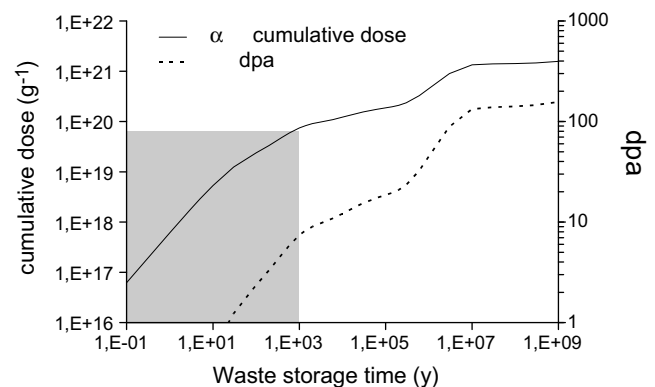 1,E+22
1,E+21
1,E+20
1,E+19
1,E+18
1,E+17
1,E+16
cumulative dose (g-1)
α cumulative dose
dpa
1000
100
10
1
dpa
1,E-01 1,E+01 1,E+03 1,E+05 1,E+07 1,E+09
Waste storage time (y)